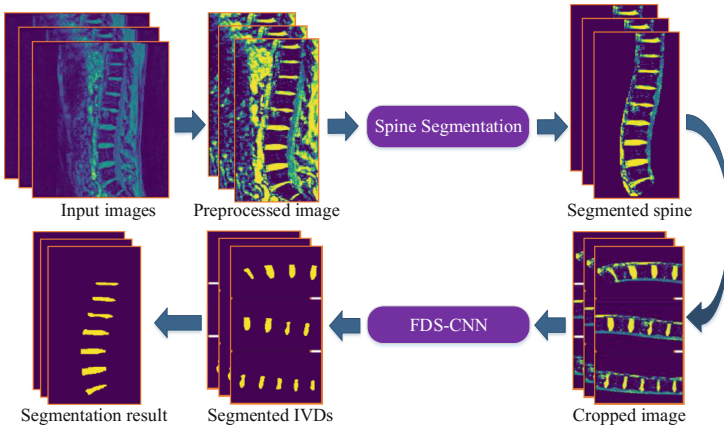 Spine Segmentation
Input images
Preprocessed image
Segmented spine
FDS-CNN
Segmentation result
Segmented IVDs
Cropped image